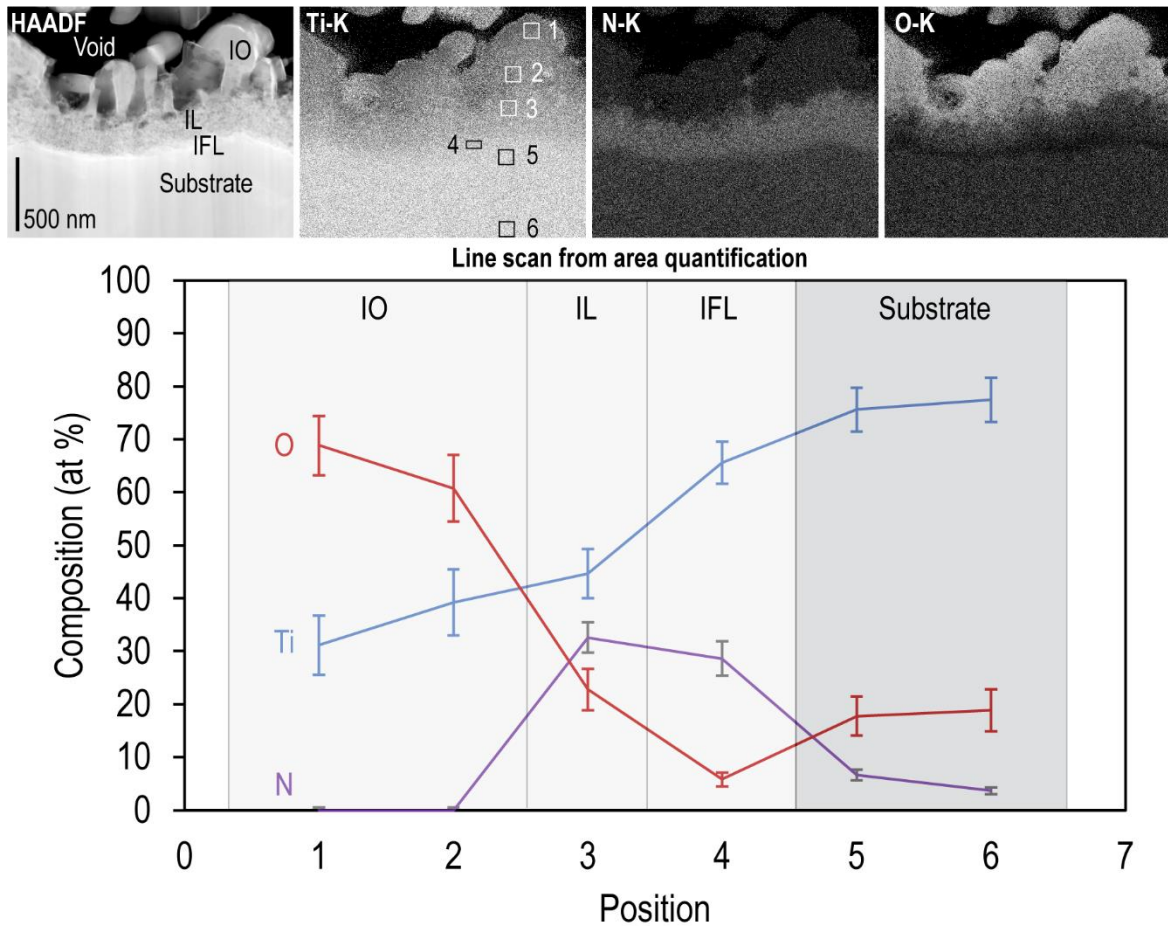 HAADF
Void
IO
IL
IFL
Substrate
500 nm
Ti-K
1
2
3
4
5
6
N-K
O-K
Line scan from area quantification
100
90
80
70
60
50
40
30
20
10
0
Composition (at %)
IO
IL
IFL
Substrate
O
Ti
N
0 1 2 3 4 5 6 7
Position